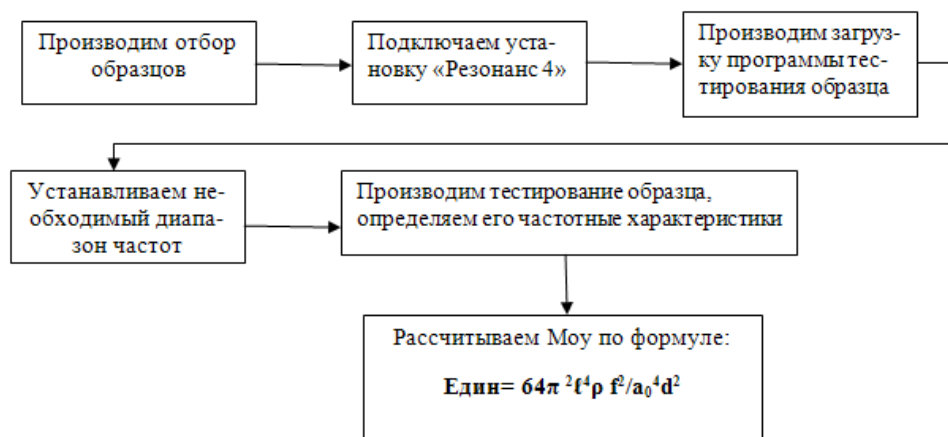 Производим отбор
образцов
Подключаем уста-
новку «Резонанс 4»
Производим загруз-
ку программы тес-
тирования образца
Устанавливаем не-
обходимый диапа-
зон частот
Производим тестирование образца,
определяем его частотные характеристики
Рассчитываем Моу по формуле:
Един= 64π ²ℓ⁴ρ f²/a₀⁴d²